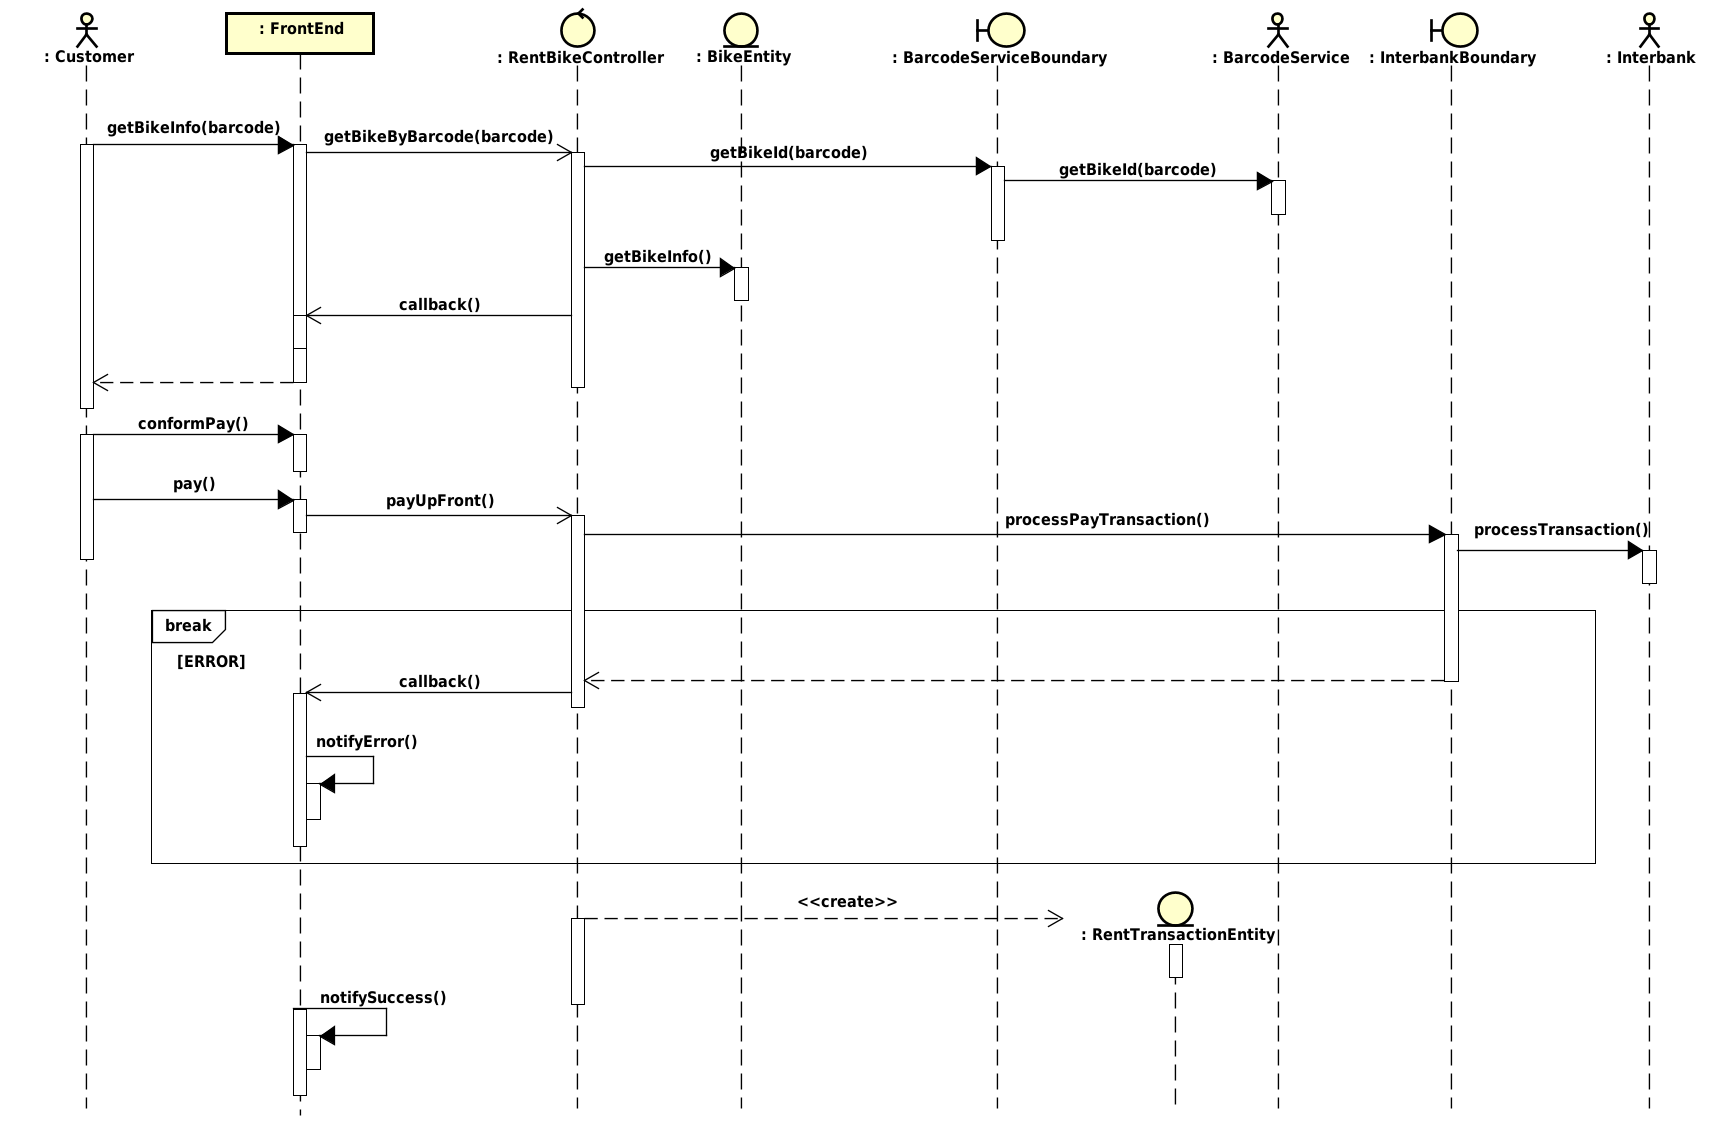 : Customer
: FrontEnd
: RentBikeController
: BikeEntity
: BarcodeServiceBoundary
: BarcodeService
: InterbankBoundary
: Interbank
getBikeInfo(barcode)
getBikeByBarcode(barcode)
getBikeId(barcode)
getBikeId(barcode)
getBikeInfo()
callback()
conformPay()
pay()
payUpFront()
processPayTransaction()
processTransaction()
break
[ERROR]
callback()
notifyError()
<<create>>
: RentTransactionEntity
notifySuccess()